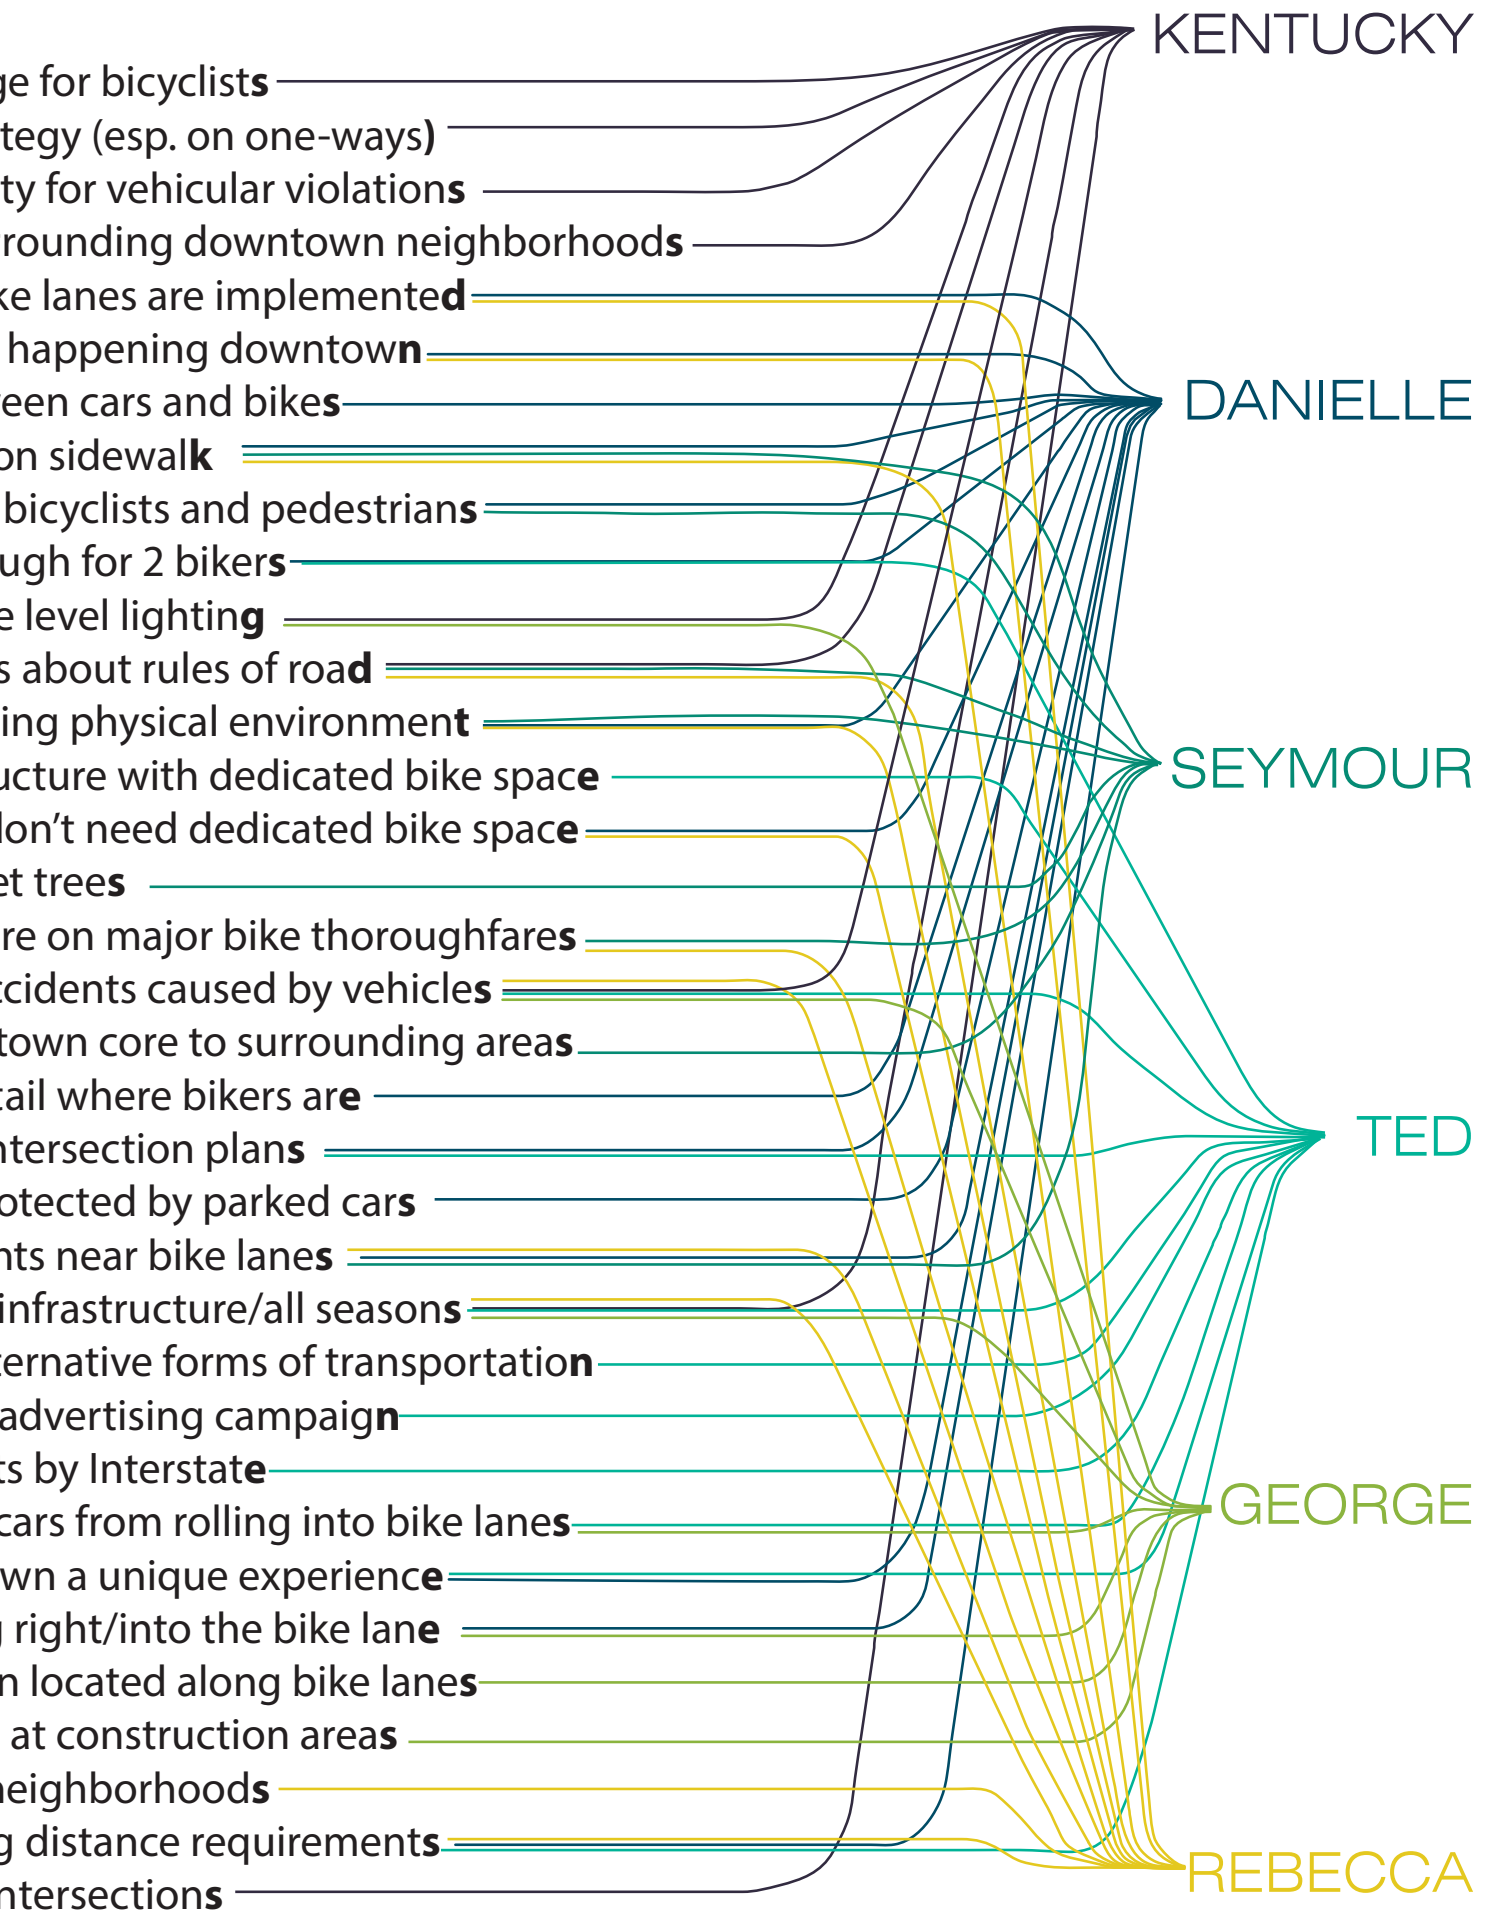 KENTUCKY
ge for bicyclists
tegy (esp. on one-ways)
ty for vehicular violations
rounding downtown neighborhoods
ke lanes are implemented
happening downtown
DANIELLE
een cars and bikes
on sidewalk
bicyclists and pedestrians
ugh for 2 bikers
e level lighting
s about rules of road
ing physical environment
SEYMOUR
ucture with dedicated bike space
don't need dedicated bike space
et trees
re on major bike thoroughfares
ccidents caused by vehicles
town core to surrounding areas
tail where bikers are
TED
ntersection plans
otected by parked cars
nts near bike lanes
infrastructure/all seasons
ternative forms of transportation
advertising campaign
ts by Interstate
GEORGE
cars from rolling into bike lanes
wn a unique experience
g right/into the bike lane
n located along bike lanes
at construction areas
neighborhoods
g distance requirements
REBECCA
ntersections